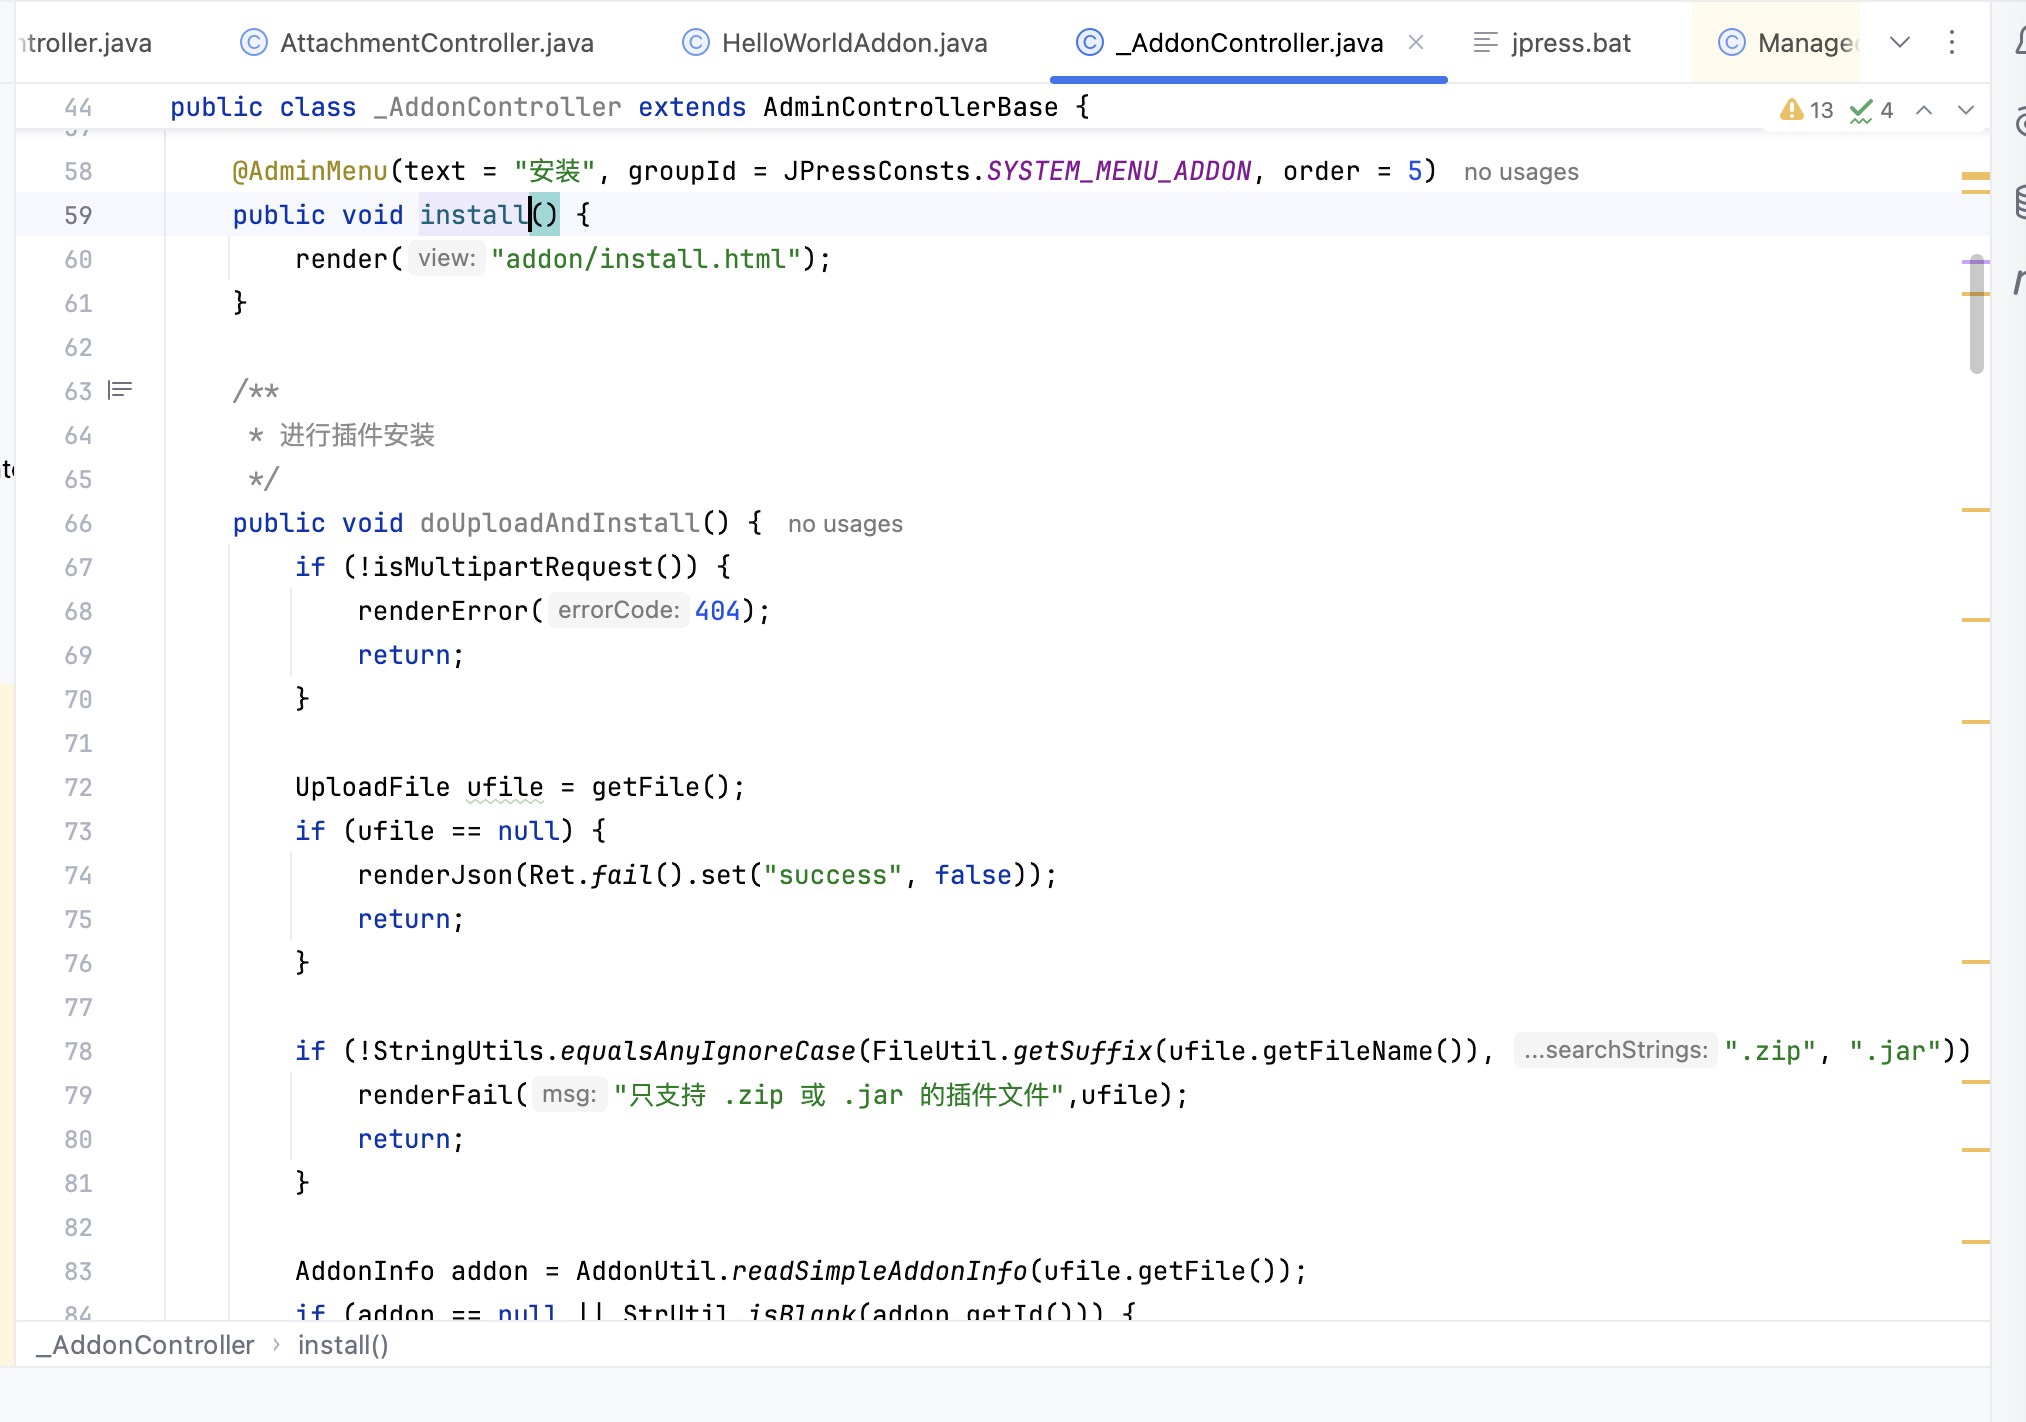 ntroller.java AttachmentController.java HelloWorldAddon.java _AddonController.java jpress.bat Manage
44 public class _AddonController extends AdminControllerBase { 13 4
58 @AdminMenu(text = "安装", groupId = JPressConsts.SYSTEM_MENU_ADDON, order = 5) no usages
59 public void install() {
60 render( view: "addon/install.html");
61 }
62
63 /**
64 * 进行插件安装
65 */
66 public void doUploadAndInstall() { no usages
67 if (!isMultipartRequest()) {
68 renderError( errorCode: 404);
69 return;
70 }
71
72 UploadFile ufile = getFile();
73 if (ufile == null) {
74 renderJson(Ret.fail().set("success", false));
75 return;
76 }
77
78 if (!StringUtils.equalsAnyIgnoreCase(FileUtil.getSuffix(ufile.getFileName()), ...searchStrings: ".zip", ".jar"))
79 renderFail( msg: "只支持 .zip 或 .jar 的插件文件",ufile);
80 return;
81 }
82
83 AddonInfo addon = AddonUtil.readSimpleAddonInfo(ufile.getFile());
84 if (addon == null || StrUtil.isBlank(addon.getId())) {
_AddonController › install()